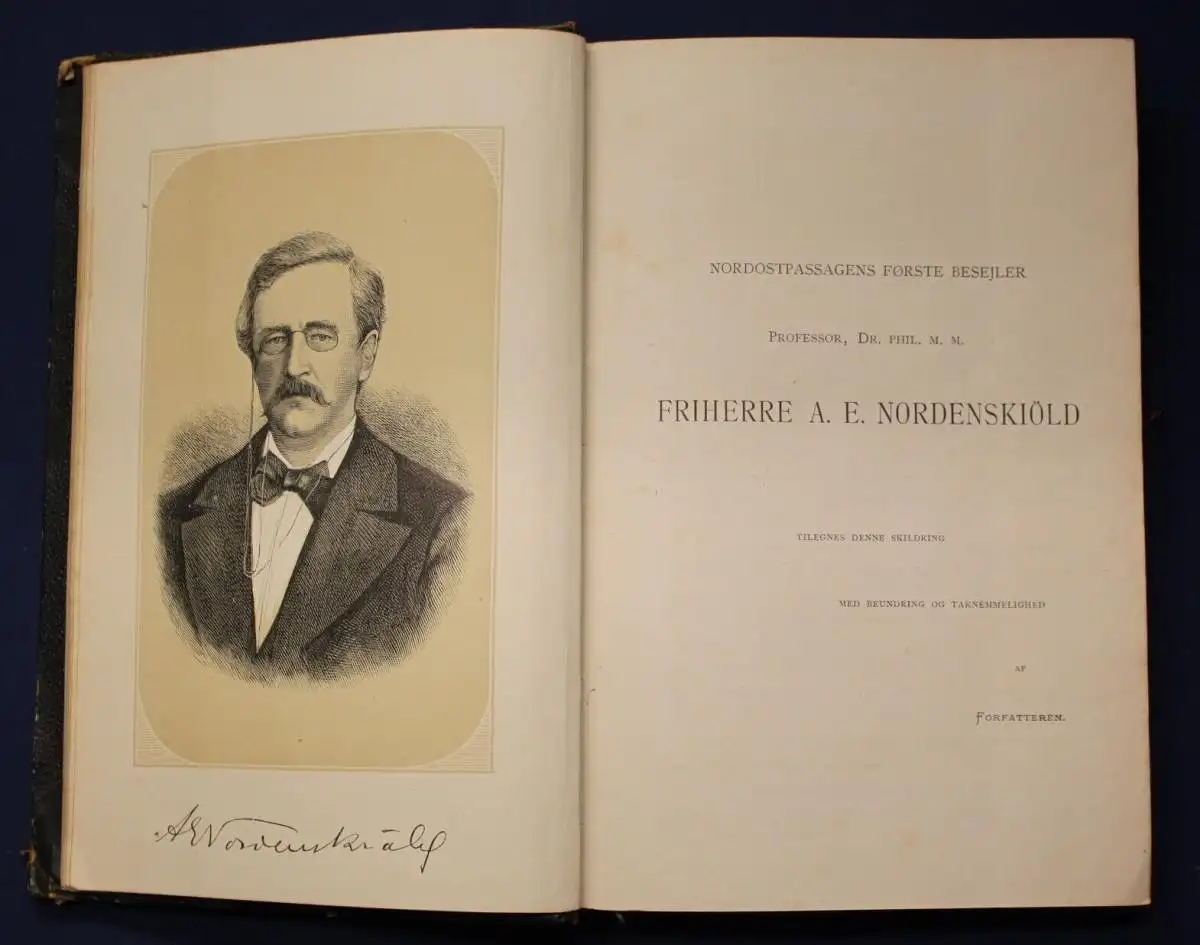 A E Nordenskiöld
NORDOSTPASSAGENS FØRSTE BESEJLER
PROFESSOR, DR. PHIL. M. M.
FRIHERRE A. E. NORDENSKIÖLD
TILEGNES DENNE SKILDRING
MED BEUNDRING OG TAKNEMMELIGHED
AF
FORFATTEREN.